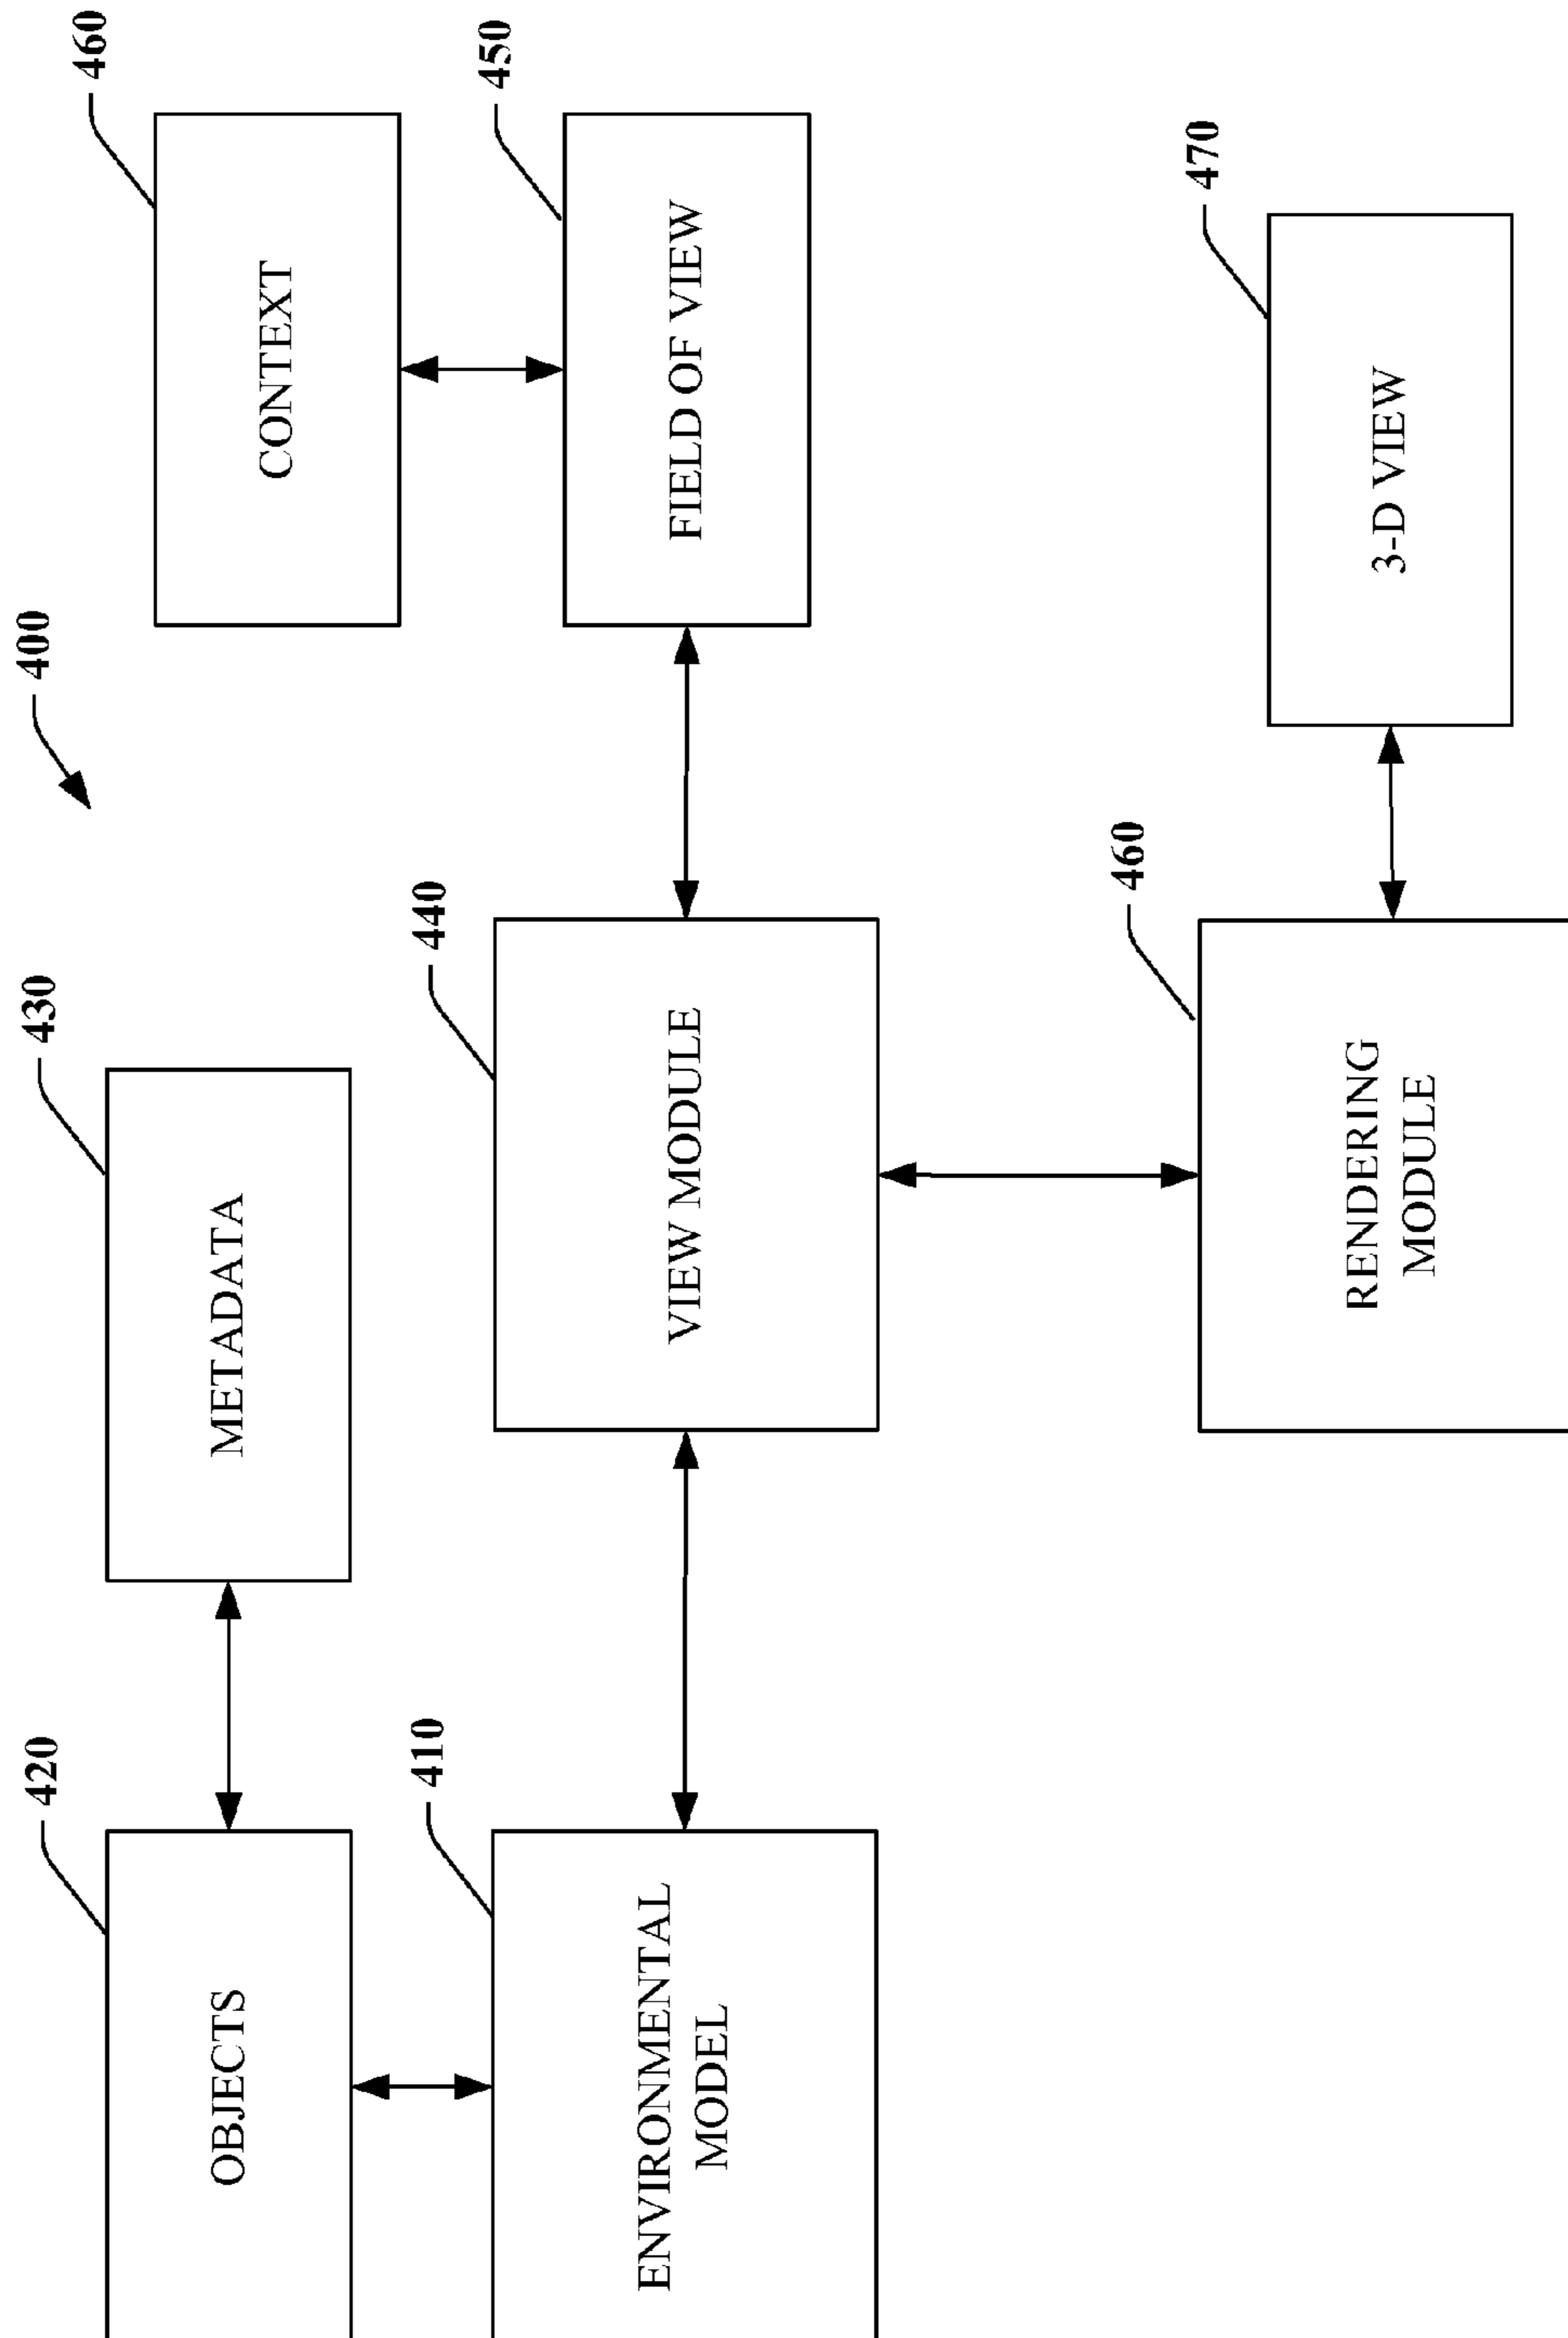 400
420
OBJECTS
430
METADATA
460
CONTEXT
410
ENVIRONMENTAL
MODEL
440
VIEW MODULE
450
FIELD OF VIEW
460
RENDERING
MODULE
470
3-D VIEW